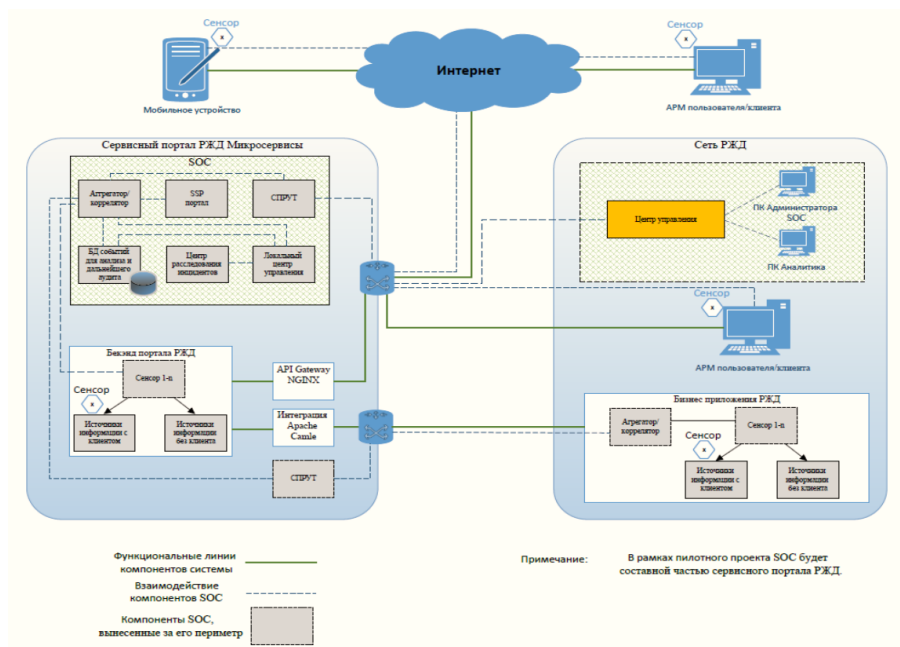 Сенсор
x
Сенсор
x
Интернет
Мобильное устройство
АРМ пользователя/клиента
Сервисный портал РЖД Микросервисы
SOC
Аггрегатор/
коррелятор
SSP
портал
СПРУТ
БД событий
для анализа и
дальнейшего
аудита
Центр
расследования
инцидентов
Локальный
центр
управления
Бекэнд портала РЖД
Сенсор 1-n
Сенсор
x
Источники
информации с
клиентом
Источники
информации
без клиента
API Gateway
NGINX
Интеграция
Apache
Camle
СПРУТ
Сеть РЖД
Центр управления
ПК Администратора
SOC
ПК Аналитика
Сенсор
x
АРМ пользователя/клиента
Бизнес приложения РЖД
Агрегатор/
коррелятор
Сенсор 1-n
Сенсор
x
Источники
информации с
клиентом
Источники
информации
без клиента
Функциональные линии
компонентов системы
Взаимодействие
компонентов SOC
Компоненты SOC,
вынесенные за его периметр
Примечание:
В рамках пилотного проекта SOC будет
составной частью сервисного портала РЖД.